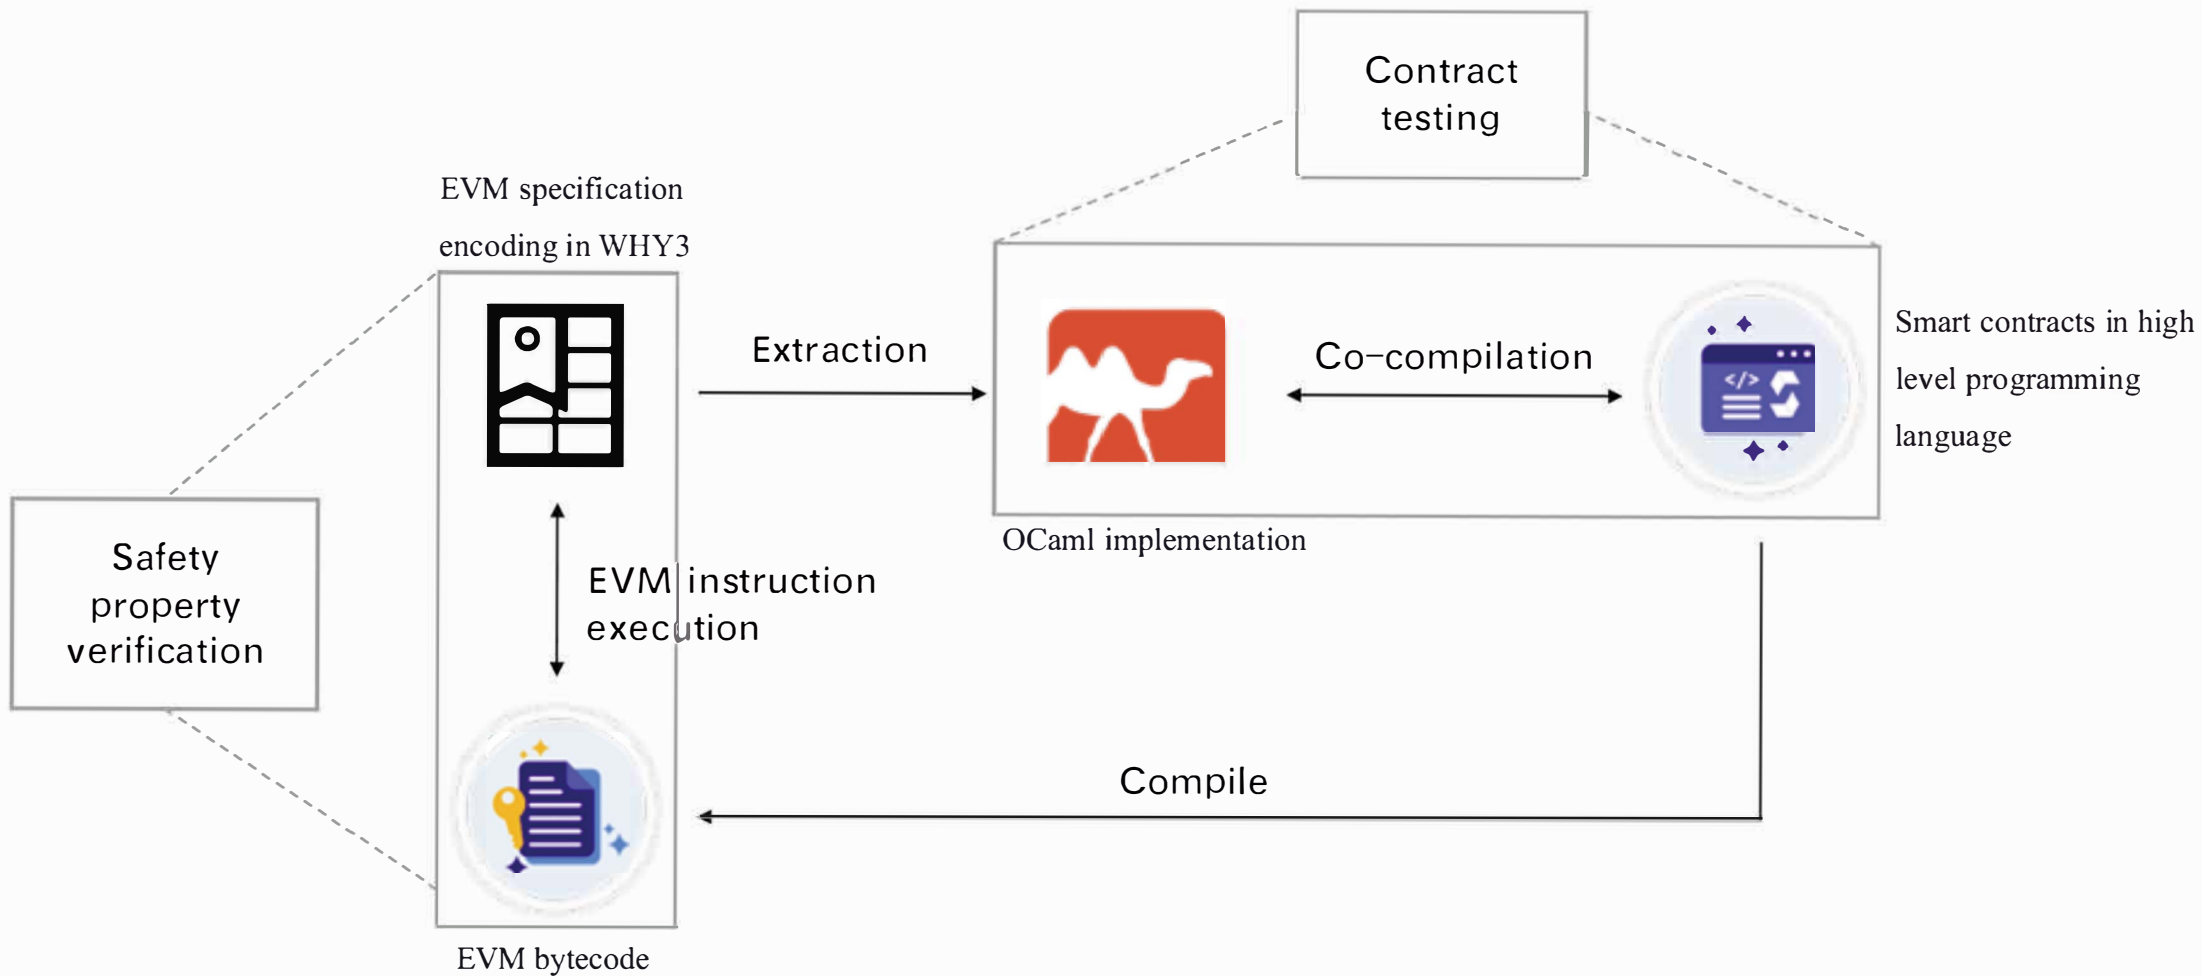 Contract
testing
EVM specification
encoding in WHY3
Extraction
Co-compilation
</>
Smart contracts in high
level programming
language
OCaml implementation
Safety
property
verification
EVM instruction
execution
Compile
EVM bytecode